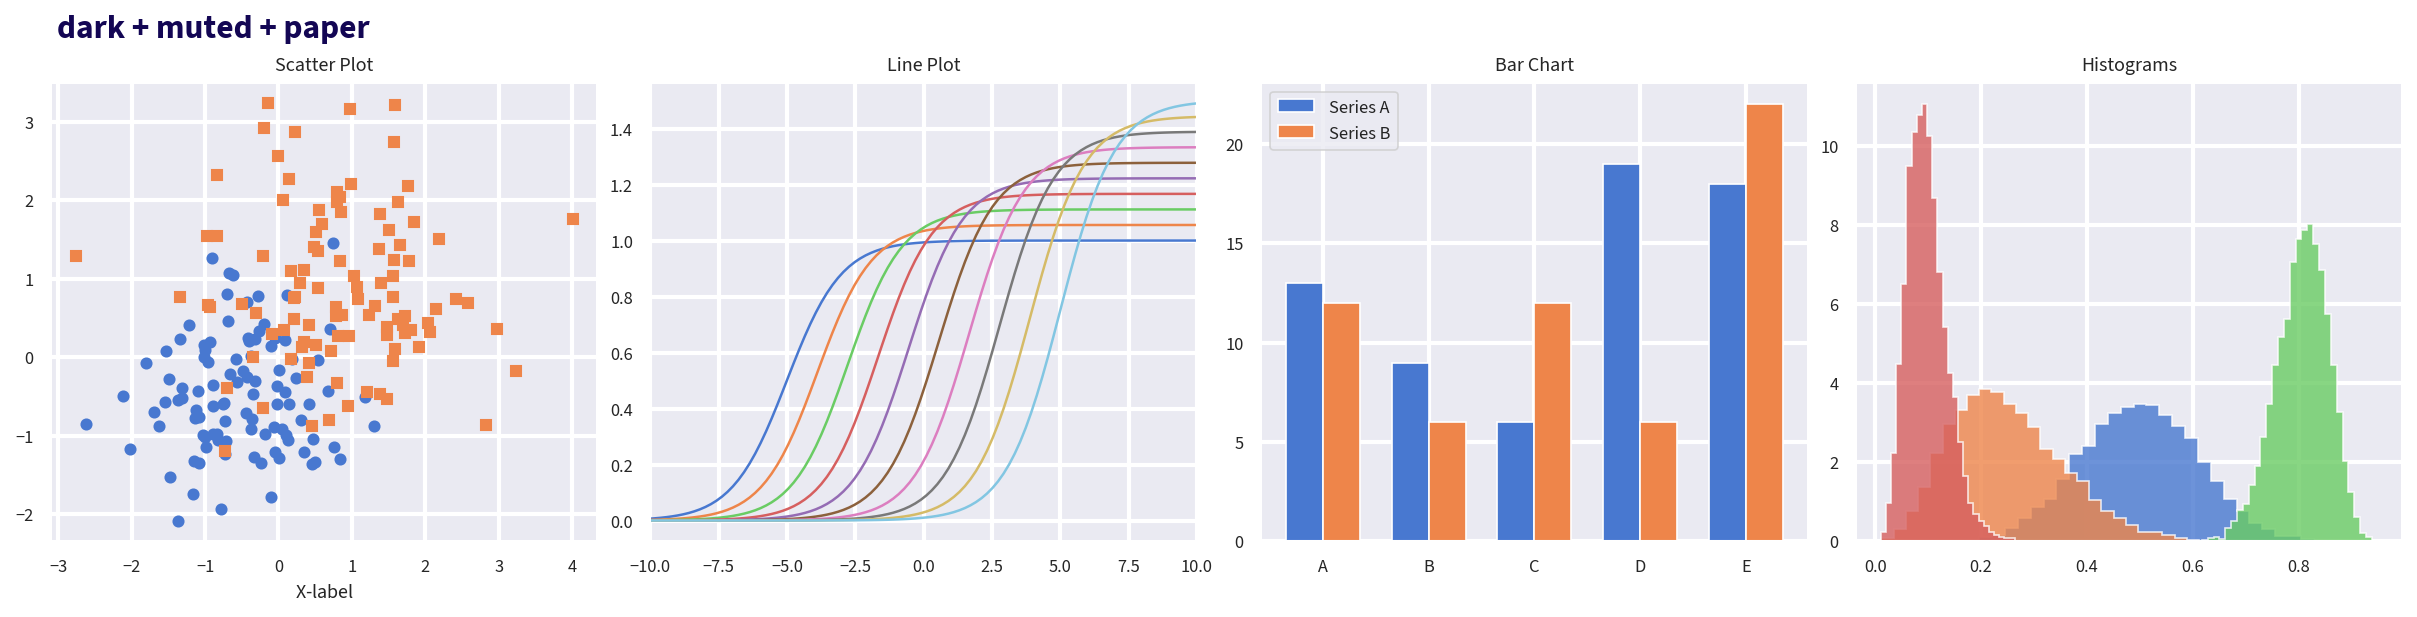 dark + muted + paper
Scatter Plot
3
2
1
0
−1
−2
−3 −2 −1 0 1 2 3 4
X-label
Line Plot
1.4
1.2
1.0
0.8
0.6
0.4
0.2
0.0
−10.0 −7.5 −5.0 −2.5 0.0 2.5 5.0 7.5 10.0
Bar Chart
Series A
Series B
20
15
10
5
0
A B C D E
Histograms
10
8
6
4
2
0
0.0 0.2 0.4 0.6 0.8